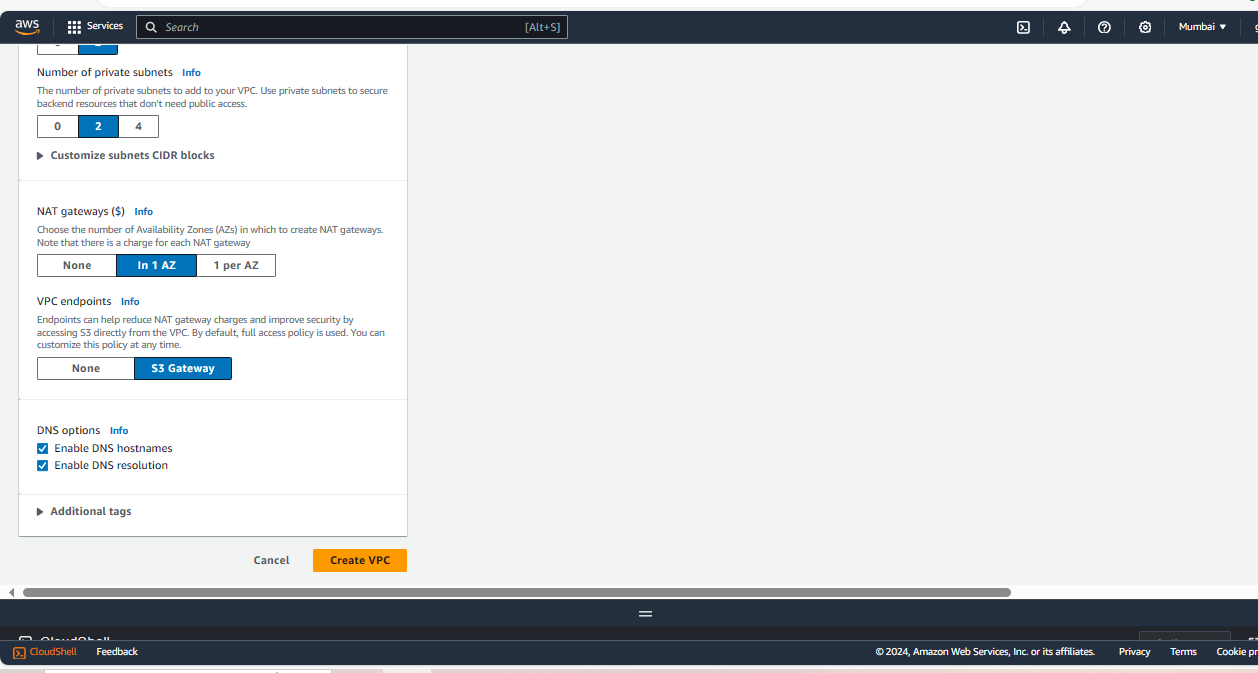 aws
Services
Search
[Alt+S]
Mumbai
Number of private subnets Info
The number of private subnets to add to your VPC. Use private subnets to secure
backend resources that don't need public access.
0 2 4
Customize subnets CIDR blocks
NAT gateways ($) Info
Choose the number of Availability Zones (AZs) in which to create NAT gateways.
Note that there is a charge for each NAT gateway
None In 1 AZ 1 per AZ
VPC endpoints Info
Endpoints can help reduce NAT gateway charges and improve security by
accessing S3 directly from the VPC. By default, full access policy is used. You can
customize this policy at any time.
None S3 Gateway
DNS options Info
Enable DNS hostnames
Enable DNS resolution
Additional tags
Cancel Create VPC
CloudShell
CloudShell Feedback © 2024, Amazon Web Services, Inc. or its affiliates. Privacy Terms Cookie pr